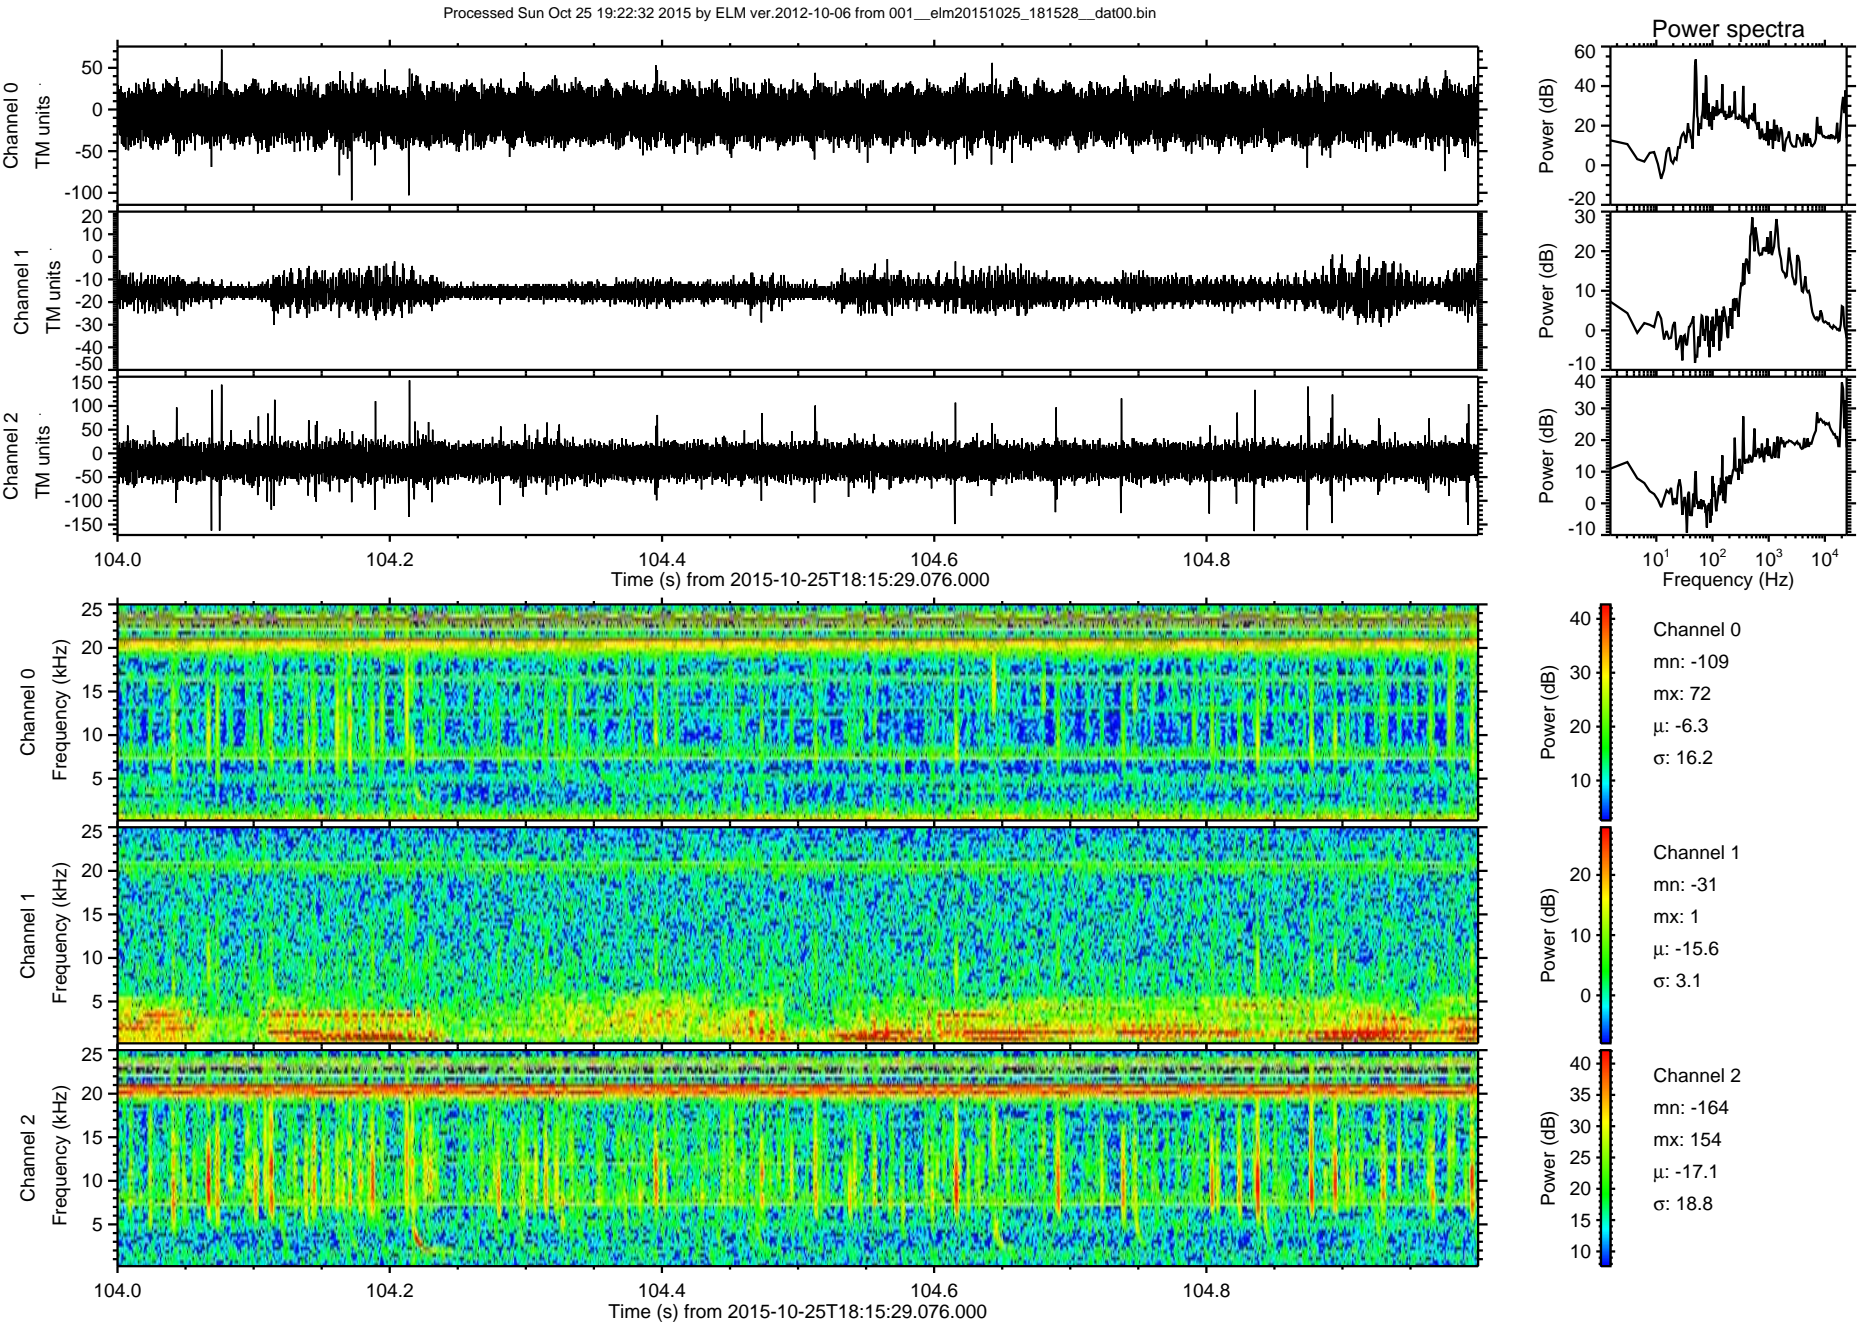 Processed Sun Oct 25 19:22:32 2015 by ELM ver.2012-10-06 from 001__elm20151025_181528__dat00.bin
Power spectra
Channel 0
TM units
50
0
-50
-100
Power (dB)
60
40
20
0
-20
Channel 1
TM units
20
10
0
-10
-20
-30
-40
-50
Power (dB)
30
20
10
0
-10
Channel 2
TM units
150
100
50
0
-50
-100
-150
Power (dB)
40
30
20
10
0
-10
104.0 104.2 104.4 104.6 104.8
Time (s) from 2015-10-25T18:15:29.076.000
10¹ 10² 10³ 10⁴
Frequency (Hz)
Channel 0
Frequency (kHz)
25
20
15
10
5
Power (dB)
40
30
20
10
Channel 0
mn: -109
mx: 72
µ: -6.3
σ: 16.2
Channel 1
Frequency (kHz)
25
20
15
10
5
Power (dB)
20
10
0
Channel 1
mn: -31
mx: 1
µ: -15.6
σ: 3.1
Channel 2
Frequency (kHz)
25
20
15
10
5
Power (dB)
40
35
30
25
20
15
10
Channel 2
mn: -164
mx: 154
µ: -17.1
σ: 18.8
104.0 104.2 104.4 104.6 104.8
Time (s) from 2015-10-25T18:15:29.076.000